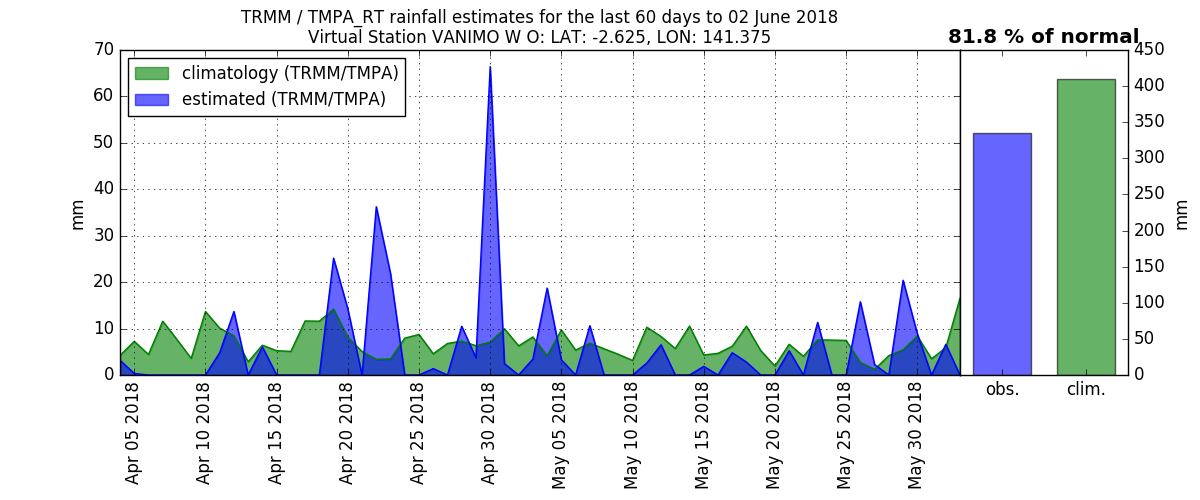 TRMM / TMPA_RT rainfall estimates for the last 60 days to 02 June 2018
Virtual Station VANIMO W O: LAT: -2.625, LON: 141.375
81.8 % of normal
climatology (TRMM/TMPA)
estimated (TRMM/TMPA)
70
60
50
40
30
20
10
0
mm
Apr 05 2018
Apr 10 2018
Apr 15 2018
Apr 20 2018
Apr 25 2018
Apr 30 2018
May 05 2018
May 10 2018
May 15 2018
May 20 2018
May 25 2018
May 30 2018
obs.
clim.
450
400
350
300
250
200
150
100
50
0
mm